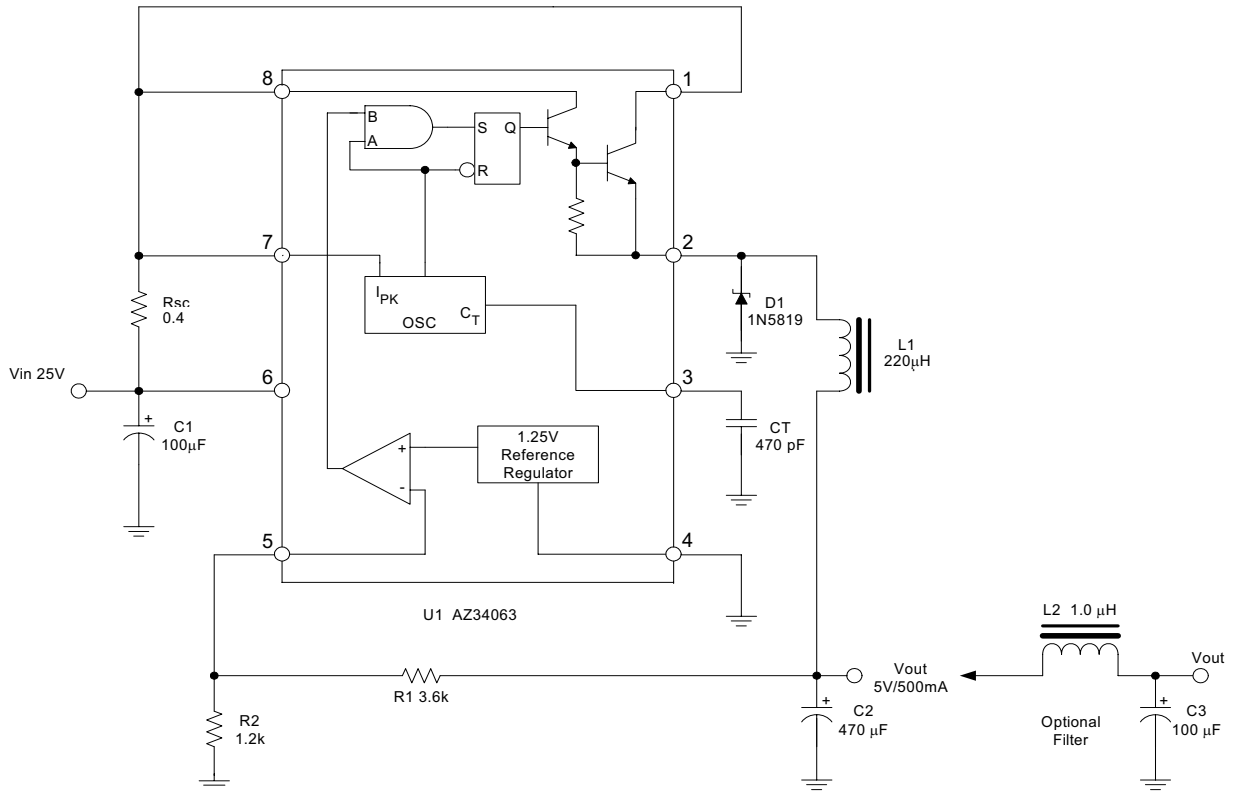 8
1
B
A
S
Q
R
7
2
Rsc
0.4
I PK
OSC
C T
D1
1N5819
L1
220µH
Vin 25V
6
3
C1
+
100µF
CT
470 pF
1.25V
Reference
Regulator
+
-
5
4
U1 AZ34063
L2 1.0 µH
Vout
5V/500mA
Vout
R1 3.6k
R2
1.2k
+
C2
470 µF
Optional
Filter
+
C3
100 µF